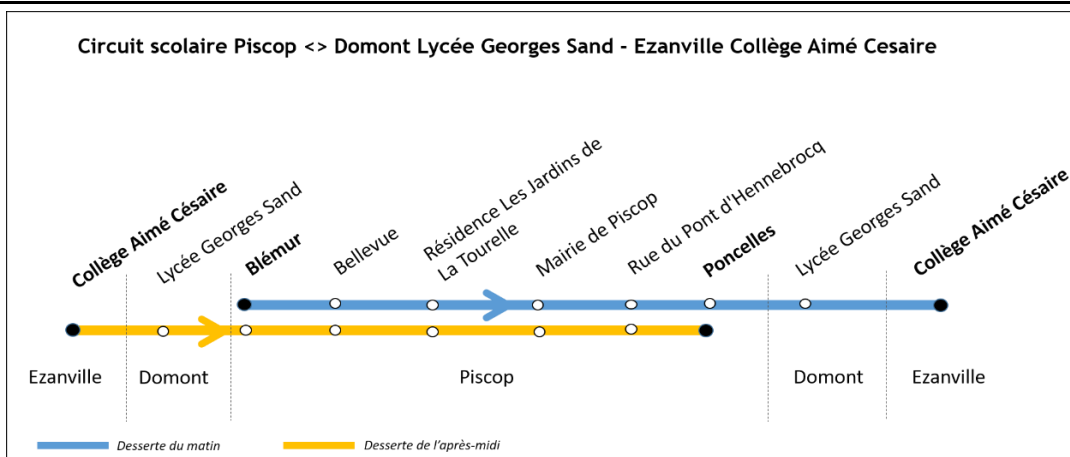 Circuit scolaire Piscop <> Domont Lycée Georges Sand - Ezanville Collège Aimé Cesaire
Collège Aimé Césaire
Lycée Georges Sand
Blémur
Bellevue
Résidence Les Jardins de
La Tourelle
Mairie de Piscop
Rue du Pont d'Hennebrocq
Poncelles
Lycée Georges Sand
Collège Aimé Césaire
Ezanville
Domont
Piscop
Domont
Ezanville
Desserte du matin
Desserte de l'après-midi